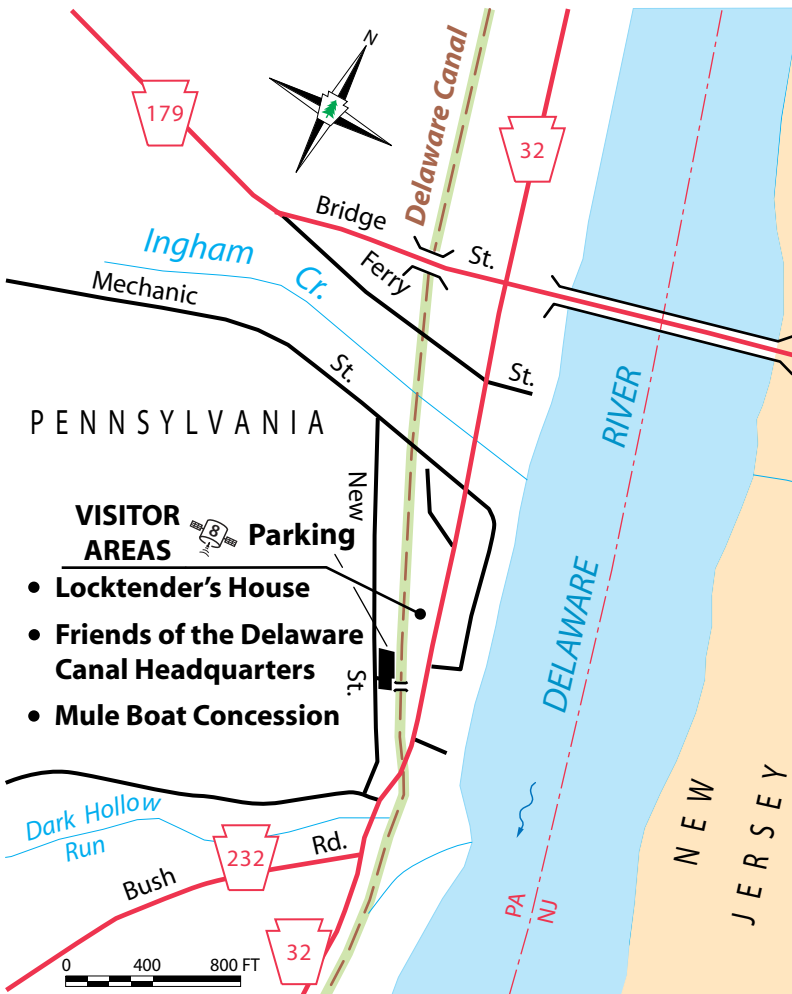 N
179
32
Delaware Canal
Bridge St.
Ingham Cr.
Ferry St.
Mechanic St.
PENNSYLVANIA
DELAWARE RIVER
New St.
VISITOR AREAS
8
Parking
• Locktender's House
• Friends of the Delaware
Canal Headquarters
• Mule Boat Concession
NEW JERSEY
Dark Hollow
Run
232
Bush Rd.
32
PA
NJ
0 400 800 FT